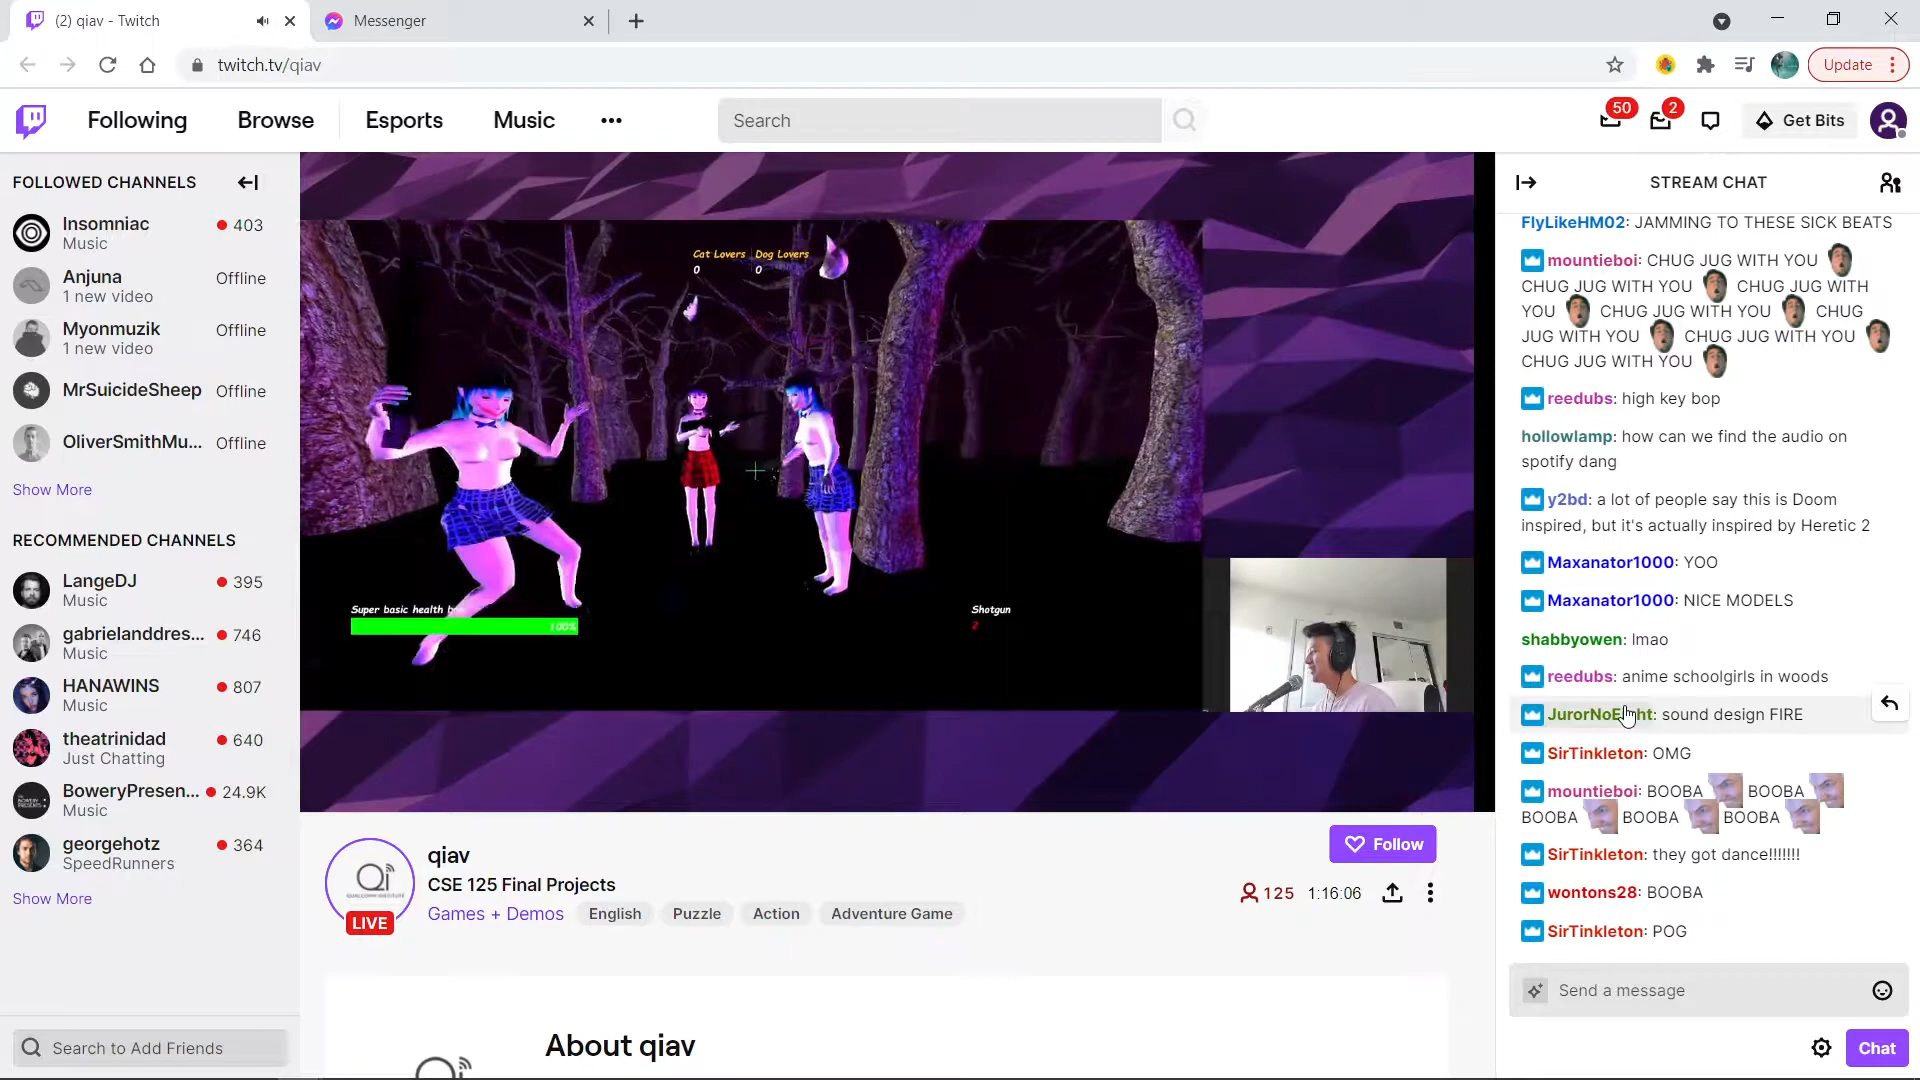 (2) qiav - Twitch
Messenger
twitch.tv/qiav
Update
Following
Browse
Esports
Music
Search
50
2
Get Bits
FOLLOWED CHANNELS
Insomniac
403
Music
Anjuna
Offline
1 new video
Myonmuzik
Offline
1 new video
MrSuicideSheep
Offline
OliverSmithMu...
Offline
Show More
RECOMMENDED CHANNELS
LangeDJ
395
Music
gabrielanddres...
746
Music
HANAWINS
807
Music
theatrinidad
640
Just Chatting
BoweryPresen...
24.9K
Music
georgehotz
364
SpeedRunners
Show More
Search to Add Friends
Cat Lovers Dog Lovers
0 0
Super basic health b
100%
Shotgun
2
LIVE
qiav
CSE 125 Final Projects
Games + Demos
English
Puzzle
Action
Adventure Game
Follow
125
1:16:06
About qiav
STREAM CHAT
FlyLikeHM02: JAMMING TO THESE SICK BEATS
mountieboi: CHUG JUG WITH YOU
CHUG JUG WITH YOU CHUG JUG WITH
YOU CHUG JUG WITH YOU CHUG
JUG WITH YOU CHUG JUG WITH YOU
CHUG JUG WITH YOU
reedubs: high key bop
hollowlamp: how can we find the audio on
spotify dang
y2bd: a lot of people say this is Doom
inspired, but it's actually inspired by Heretic 2
Maxanator1000: YOO
Maxanator1000: NICE MODELS
shabbyowen: lmao
reedubs: anime schoolgirls in woods
JurorNoEight: sound design FIRE
SirTinkleton: OMG
mountieboi: BOOBA BOOBA
BOOBA BOOBA BOOBA
SirTinkleton: they got dance!!!!!!!
wontons28: BOOBA
SirTinkleton: POG
Send a message
Chat